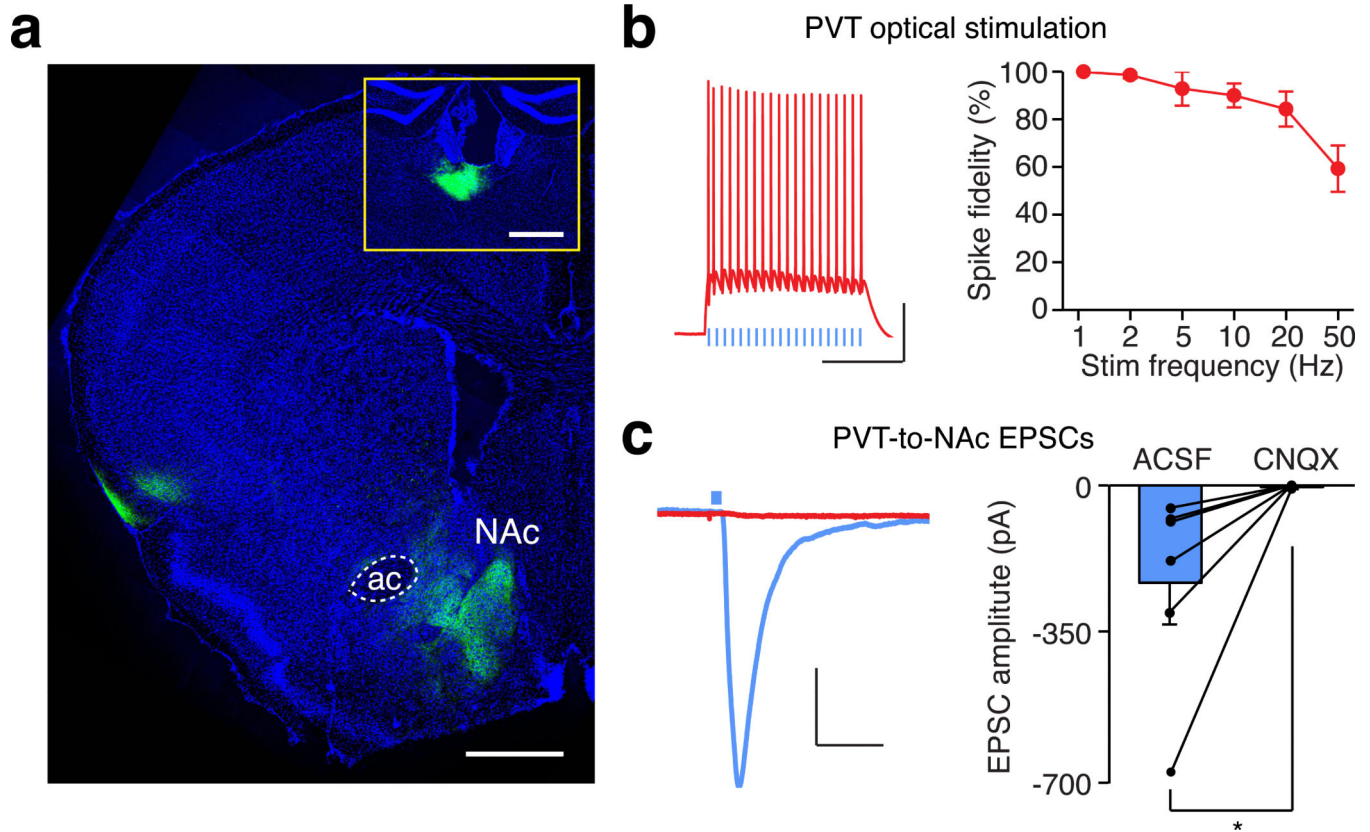 a
NAc
ac
b
PVT optical stimulation
Spike fidelity (%)
100
80
60
40
20
0
1 2 5 10 20 50
Stim frequency (Hz)
c
PVT-to-NAc EPSCs
ACSF CNQX
EPSC amplitude (pA)
0
-350
-700
*